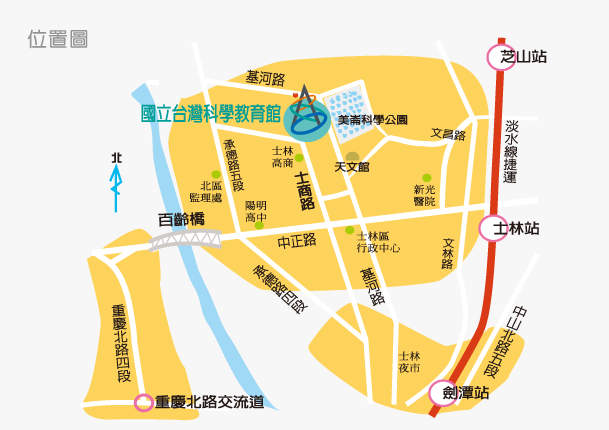 位置圖
芝山站
基河路
國立台灣科學教育館
美崙科學公園
淡水線捷運
文昌路
承德路五段
士林
高商
天文館
北
士商路
北區
監理處
新光
醫院
陽明
高中
百齡橋
士林站
中正路
士林區
行政中心
文林路
承德路四段
基河路
重慶北路四段
中山北路五段
士林
夜市
劍潭站
重慶北路交流道